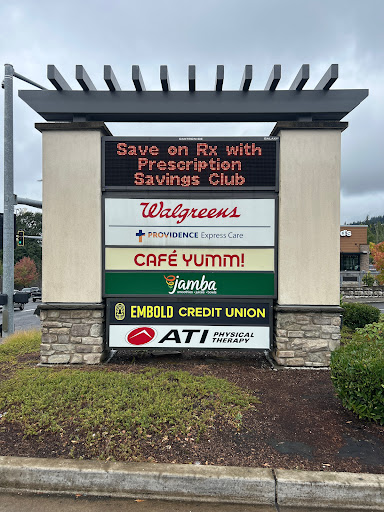 Save on Rx with
Prescription
Savings Club
Walgreens
PROVIDENCE Express Care
CAFÉ YUMM!
jamba
EMBOLD CREDIT UNION
ATI PHYSICAL
THERAPY